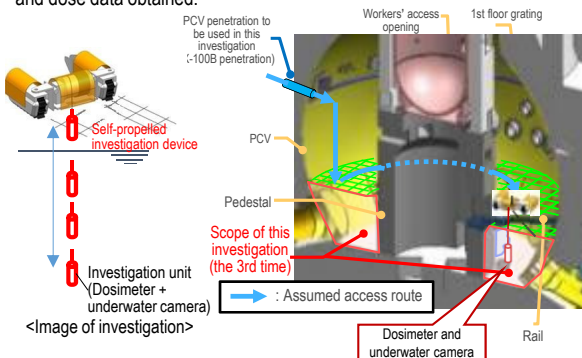 and dose data obtained.
PCV penetration to
be used in this
investigation
(X-100B penetration)
Workers' access
opening
1st floor grating
Self-propelled
investigation device
PCV
Pedestal
Scope of this
investigation
(the 3rd time)
Investigation unit
(Dosimeter +
underwater camera)
<Image of investigation>
: Assumed access route
Dosimeter and
underwater camera
Rail